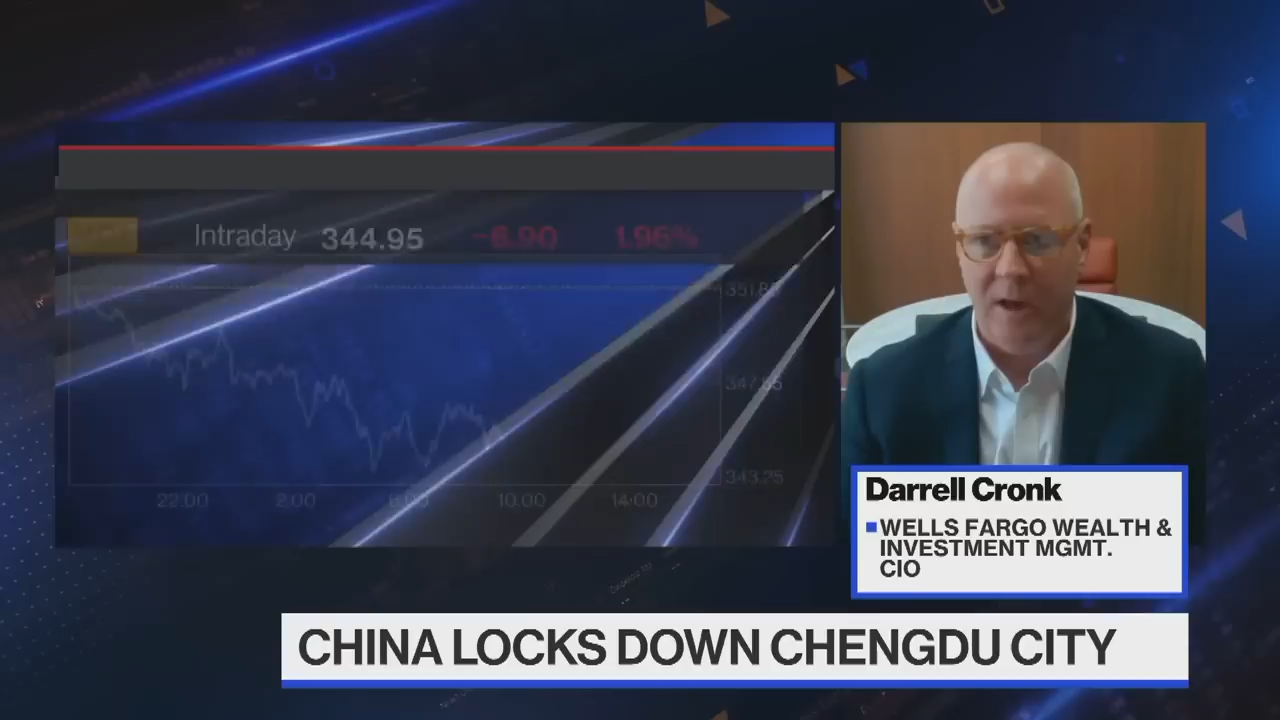 Intraday 344.95 -6.90 1.96%
351.85
347.65
343.25
22:00 2:00 6:00 10:00 14:00
Darrell Cronk
WELLS FARGO WEALTH &
INVESTMENT MGMT.
CIO
CHINA LOCKS DOWN CHENGDU CITY